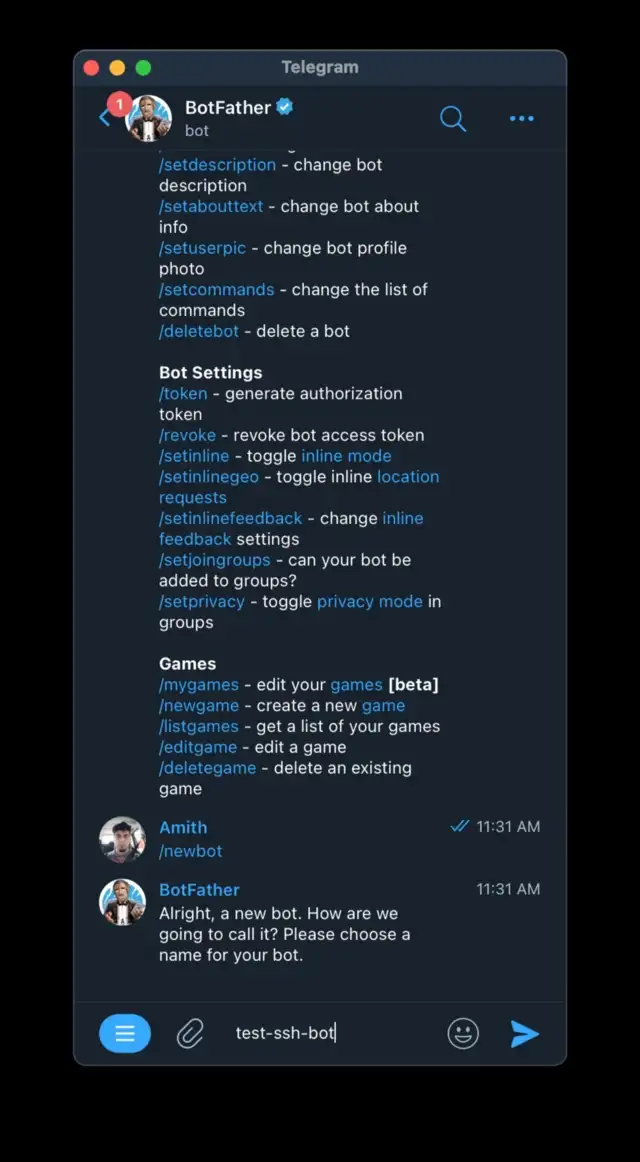 Telegram
1
BotFather
bot
/setdescription - change bot
description
/setabouttext - change bot about
info
/setuserpic - change bot profile
photo
/setcommands - change the list of
commands
/deletebot - delete a bot
Bot Settings
/token - generate authorization
token
/revoke - revoke bot access token
/setinline - toggle inline mode
/setinlinegeo - toggle inline location
requests
/setinlinefeedback - change inline
feedback settings
/setjoingroups - can your bot be
added to groups?
/setprivacy - toggle privacy mode in
groups
Games
/mygames - edit your games [beta]
/newgame - create a new game
/listgames - get a list of your games
/editgame - edit a game
/deletegame - delete an existing
game
Amith 11:31 AM
/newbot
BotFather 11:31 AM
Alright, a new bot. How are we
going to call it? Please choose a
name for your bot.
test-ssh-bot